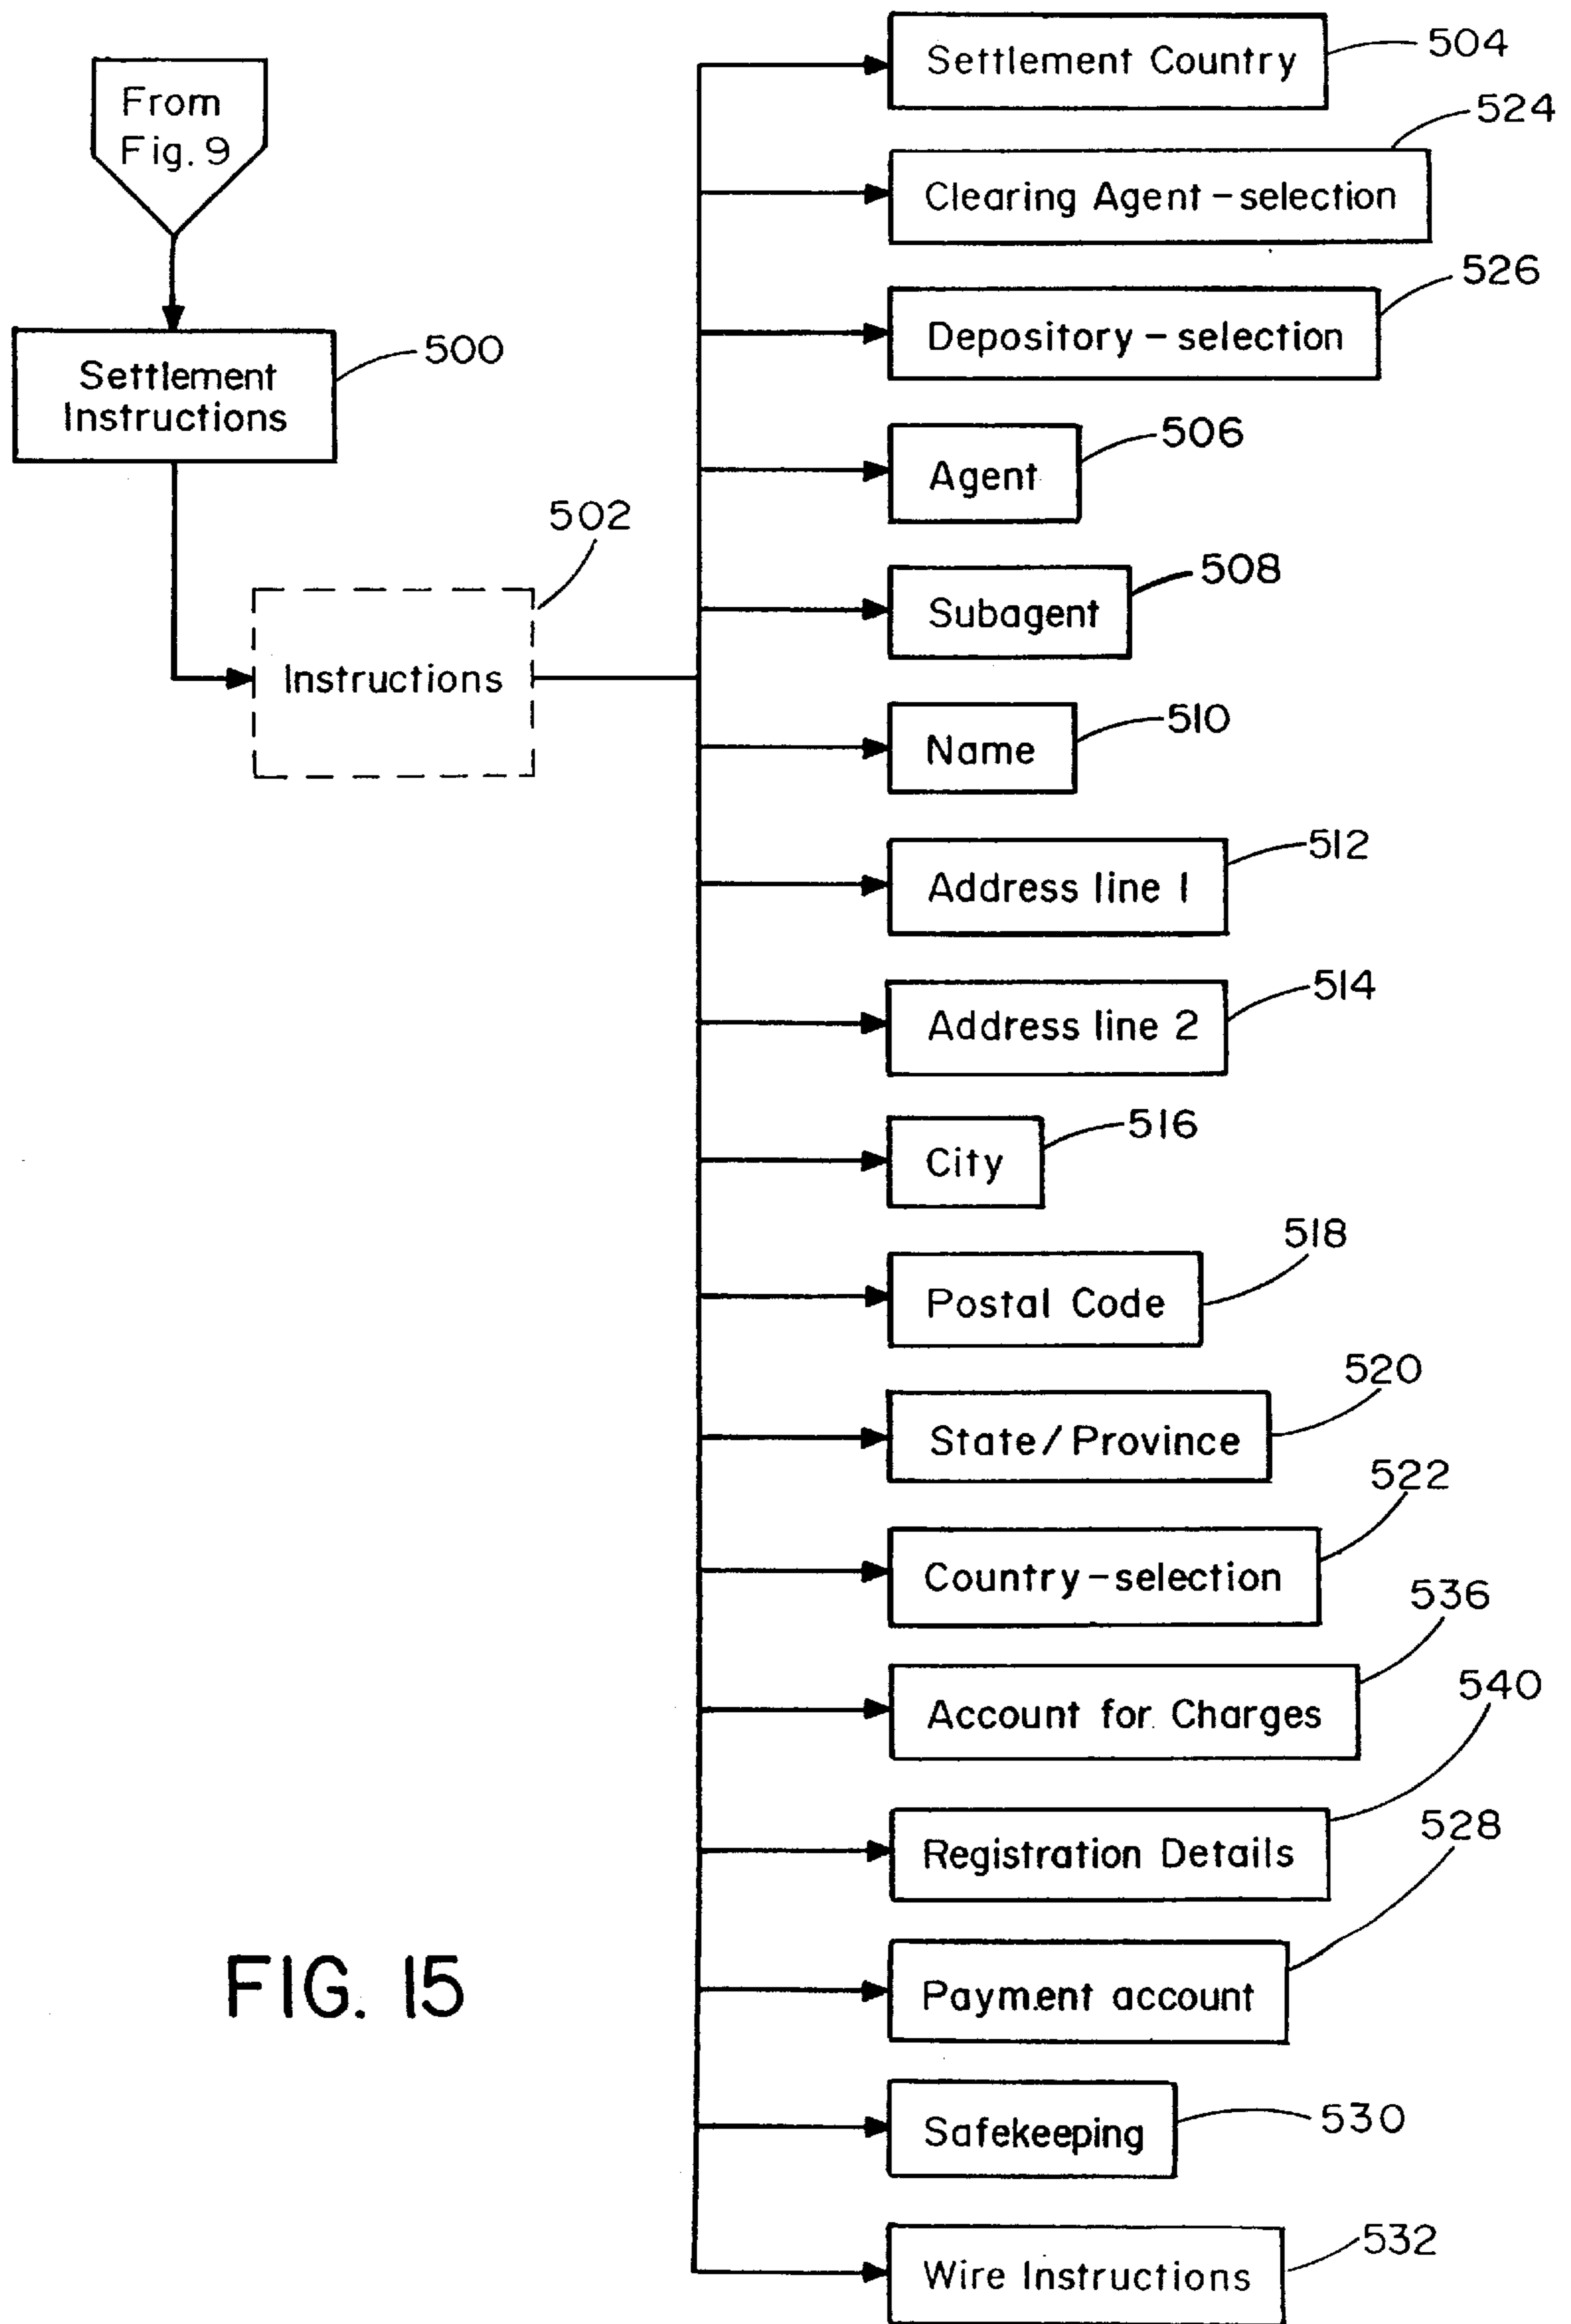 From
Fig. 9
Settlement
Instructions
500
Instructions
502
Settlement Country
504
Clearing Agent - selection
524
Depository - selection
526
Agent
506
Subagent
508
Name
510
Address line 1
512
Address line 2
514
City
516
Postal Code
518
State / Province
520
Country - selection
522
Account for Charges
536
Registration Details
540
Payment account
528
Safekeeping
530
Wire Instructions
532
FIG. 15